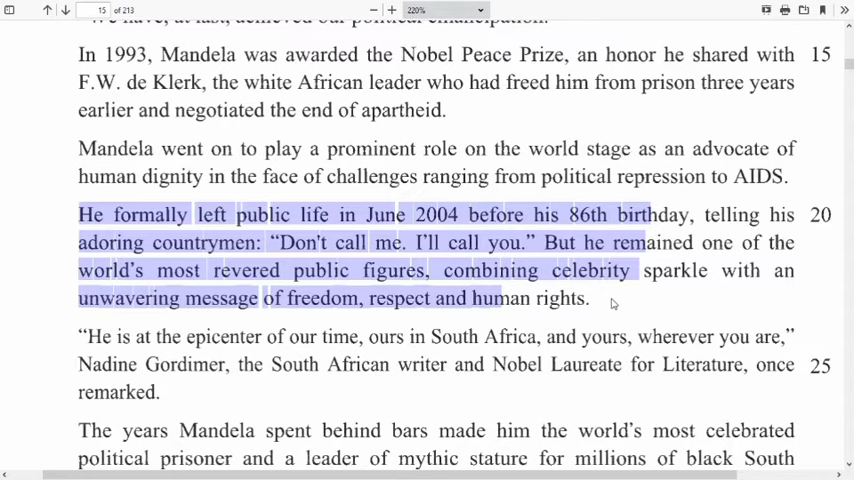 15 of 213
220%
"We have, at last, achieved our political emancipation."
In 1993, Mandela was awarded the Nobel Peace Prize, an honor he shared with 15
F.W. de Klerk, the white African leader who had freed him from prison three years
earlier and negotiated the end of apartheid.
Mandela went on to play a prominent role on the world stage as an advocate of
human dignity in the face of challenges ranging from political repression to AIDS.
He formally left public life in June 2004 before his 86th birthday, telling his 20
adoring countrymen: “Don't call me. I’ll call you.” But he remained one of the
world’s most revered public figures, combining celebrity sparkle with an
unwavering message of freedom, respect and human rights.
“He is at the epicenter of our time, ours in South Africa, and yours, wherever you are,”
Nadine Gordimer, the South African writer and Nobel Laureate for Literature, once 25
remarked.
The years Mandela spent behind bars made him the world’s most celebrated
political prisoner and a leader of mythic stature for millions of black South